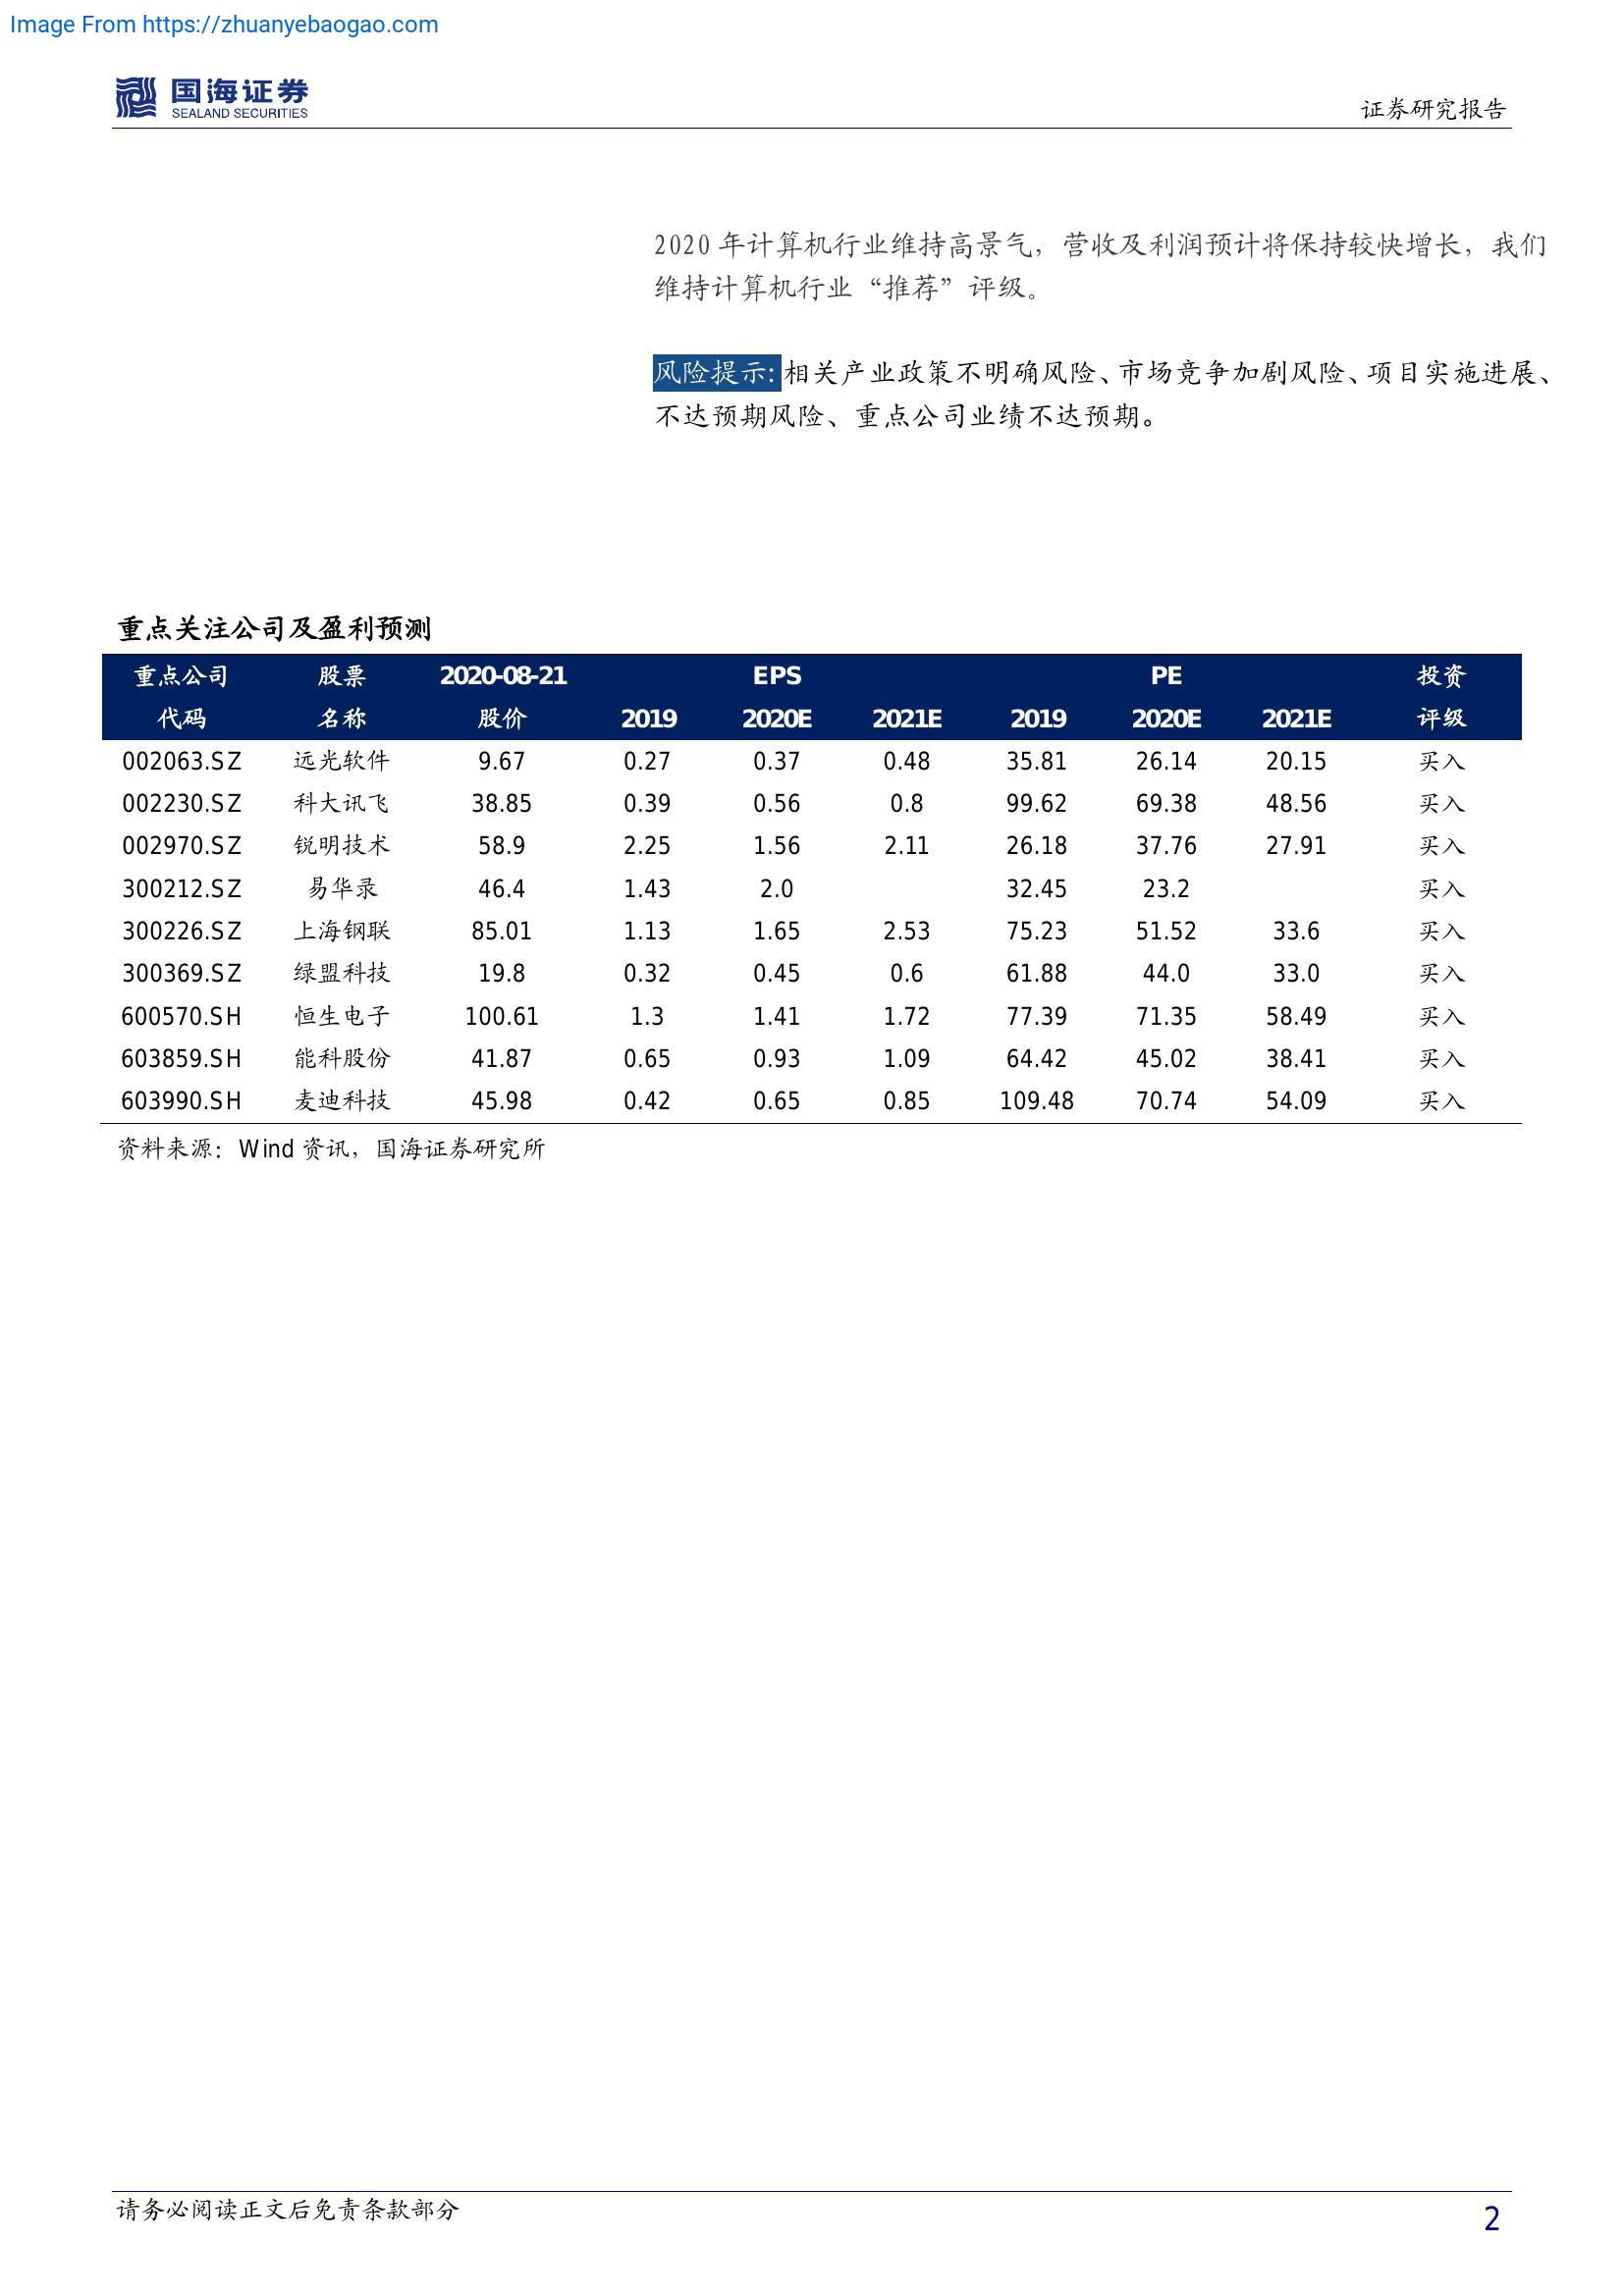 Image From https://zhuanyebaogao.com
国海证券
SEALAND SECURITIES
证券研究报告
2020 年计算机行业维持高景气，营收及利润预计将保持较快增长，我们
维持计算机行业“推荐”评级。
风险提示:相关产业政策不明确风险、市场竞争加剧风险、项目实施进展、
不达预期风险、重点公司业绩不达预期。
重点关注公司及盈利预测
重点公司 股票 2020-08-21 EPS PE 投资
代码 名称 股价 2019 2020E 2021E 2019 2020E 2021E 评级
002063.SZ 远光软件 9.67 0.27 0.37 0.48 35.81 26.14 20.15 买入
002230.SZ 科大讯飞 38.85 0.39 0.56 0.8 99.62 69.38 48.56 买入
002970.SZ 锐明技术 58.9 2.25 1.56 2.11 26.18 37.76 27.91 买入
300212.SZ 易华录 46.4 1.43 2.0 32.45 23.2 买入
300226.SZ 上海钢联 85.01 1.13 1.65 2.53 75.23 51.52 33.6 买入
300369.SZ 绿盟科技 19.8 0.32 0.45 0.6 61.88 44.0 33.0 买入
600570.SH 恒生电子 100.61 1.3 1.41 1.72 77.39 71.35 58.49 买入
603859.SH 能科股份 41.87 0.65 0.93 1.09 64.42 45.02 38.41 买入
603990.SH 麦迪科技 45.98 0.42 0.65 0.85 109.48 70.74 54.09 买入
资料来源：Wind 资讯，国海证券研究所
请务必阅读正文后免责条款部分
2